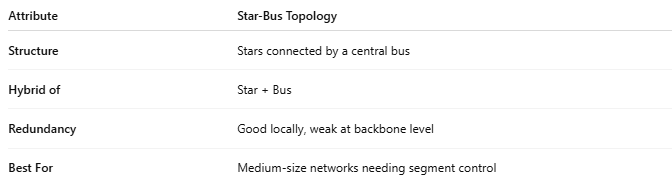 Attribute Star-Bus Topology
Structure Stars connected by a central bus
Hybrid of Star + Bus
Redundancy Good locally, weak at backbone level
Best For Medium-size networks needing segment control